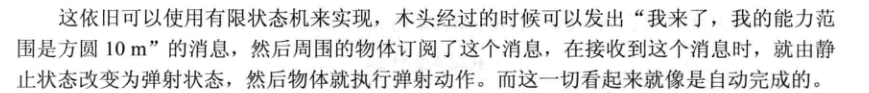 这依旧可以使用有限状态机来实现，木头经过的时候可以发出“我来了，我的能力范
围是方圆 10 m”的消息，然后周围的物体订阅了这个消息，在接收到这个消息时，就由静
止状态改变为弹射状态，然后物体就执行弹射动作。而这一切看起来就像是自动完成的。